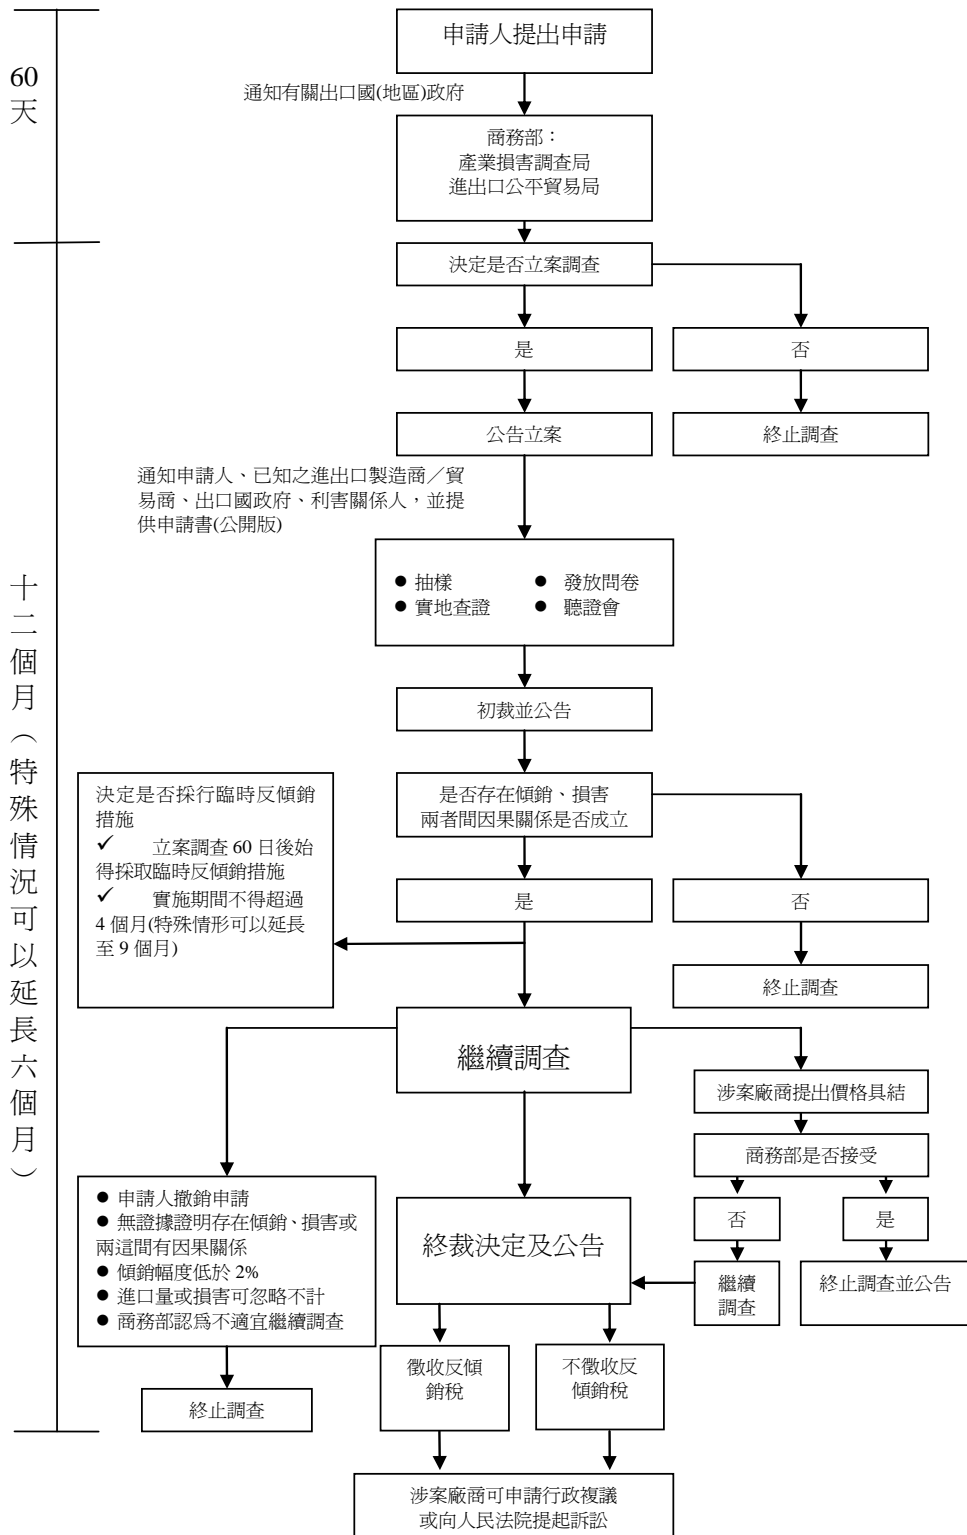 申請人提出申請
60
天
通知有關出口國(地區)政府
商務部：
產業損害調查局
進出口公平貿易局
決定是否立案調查
是
否
公告立案
終止調查
通知申請人、已知之進出口製造商／貿
易商、出口國政府、利害關係人，並提
供申請書(公開版)
● 抽樣 ● 發放問卷
● 實地查證 ● 聽證會
十二個月（特殊情況可以延長六個月）
初裁並公告
是否存在傾銷、損害
兩者間因果關係是否成立
決定是否採行臨時反傾銷
措施
✓ 立案調查 60 日後始
得採取臨時反傾銷措施
✓ 實施期間不得超過
4 個月(特殊情形可以延長
至 9 個月)
是
否
終止調查
繼續調查
涉案廠商提出價格具結
商務部是否接受
● 申請人撤銷申請
● 無證據證明存在傾銷、損害或
兩這間有因果關係
● 傾銷幅度低於 2%
● 進口量或損害可忽略不計
● 商務部認為不適宜繼續調查
終裁決定及公告
否
是
繼續
調查
終止調查並公告
終止調查
徵收反傾
銷稅
不徵收反
傾銷稅
涉案廠商可申請行政複議
或向人民法院提起訴訟